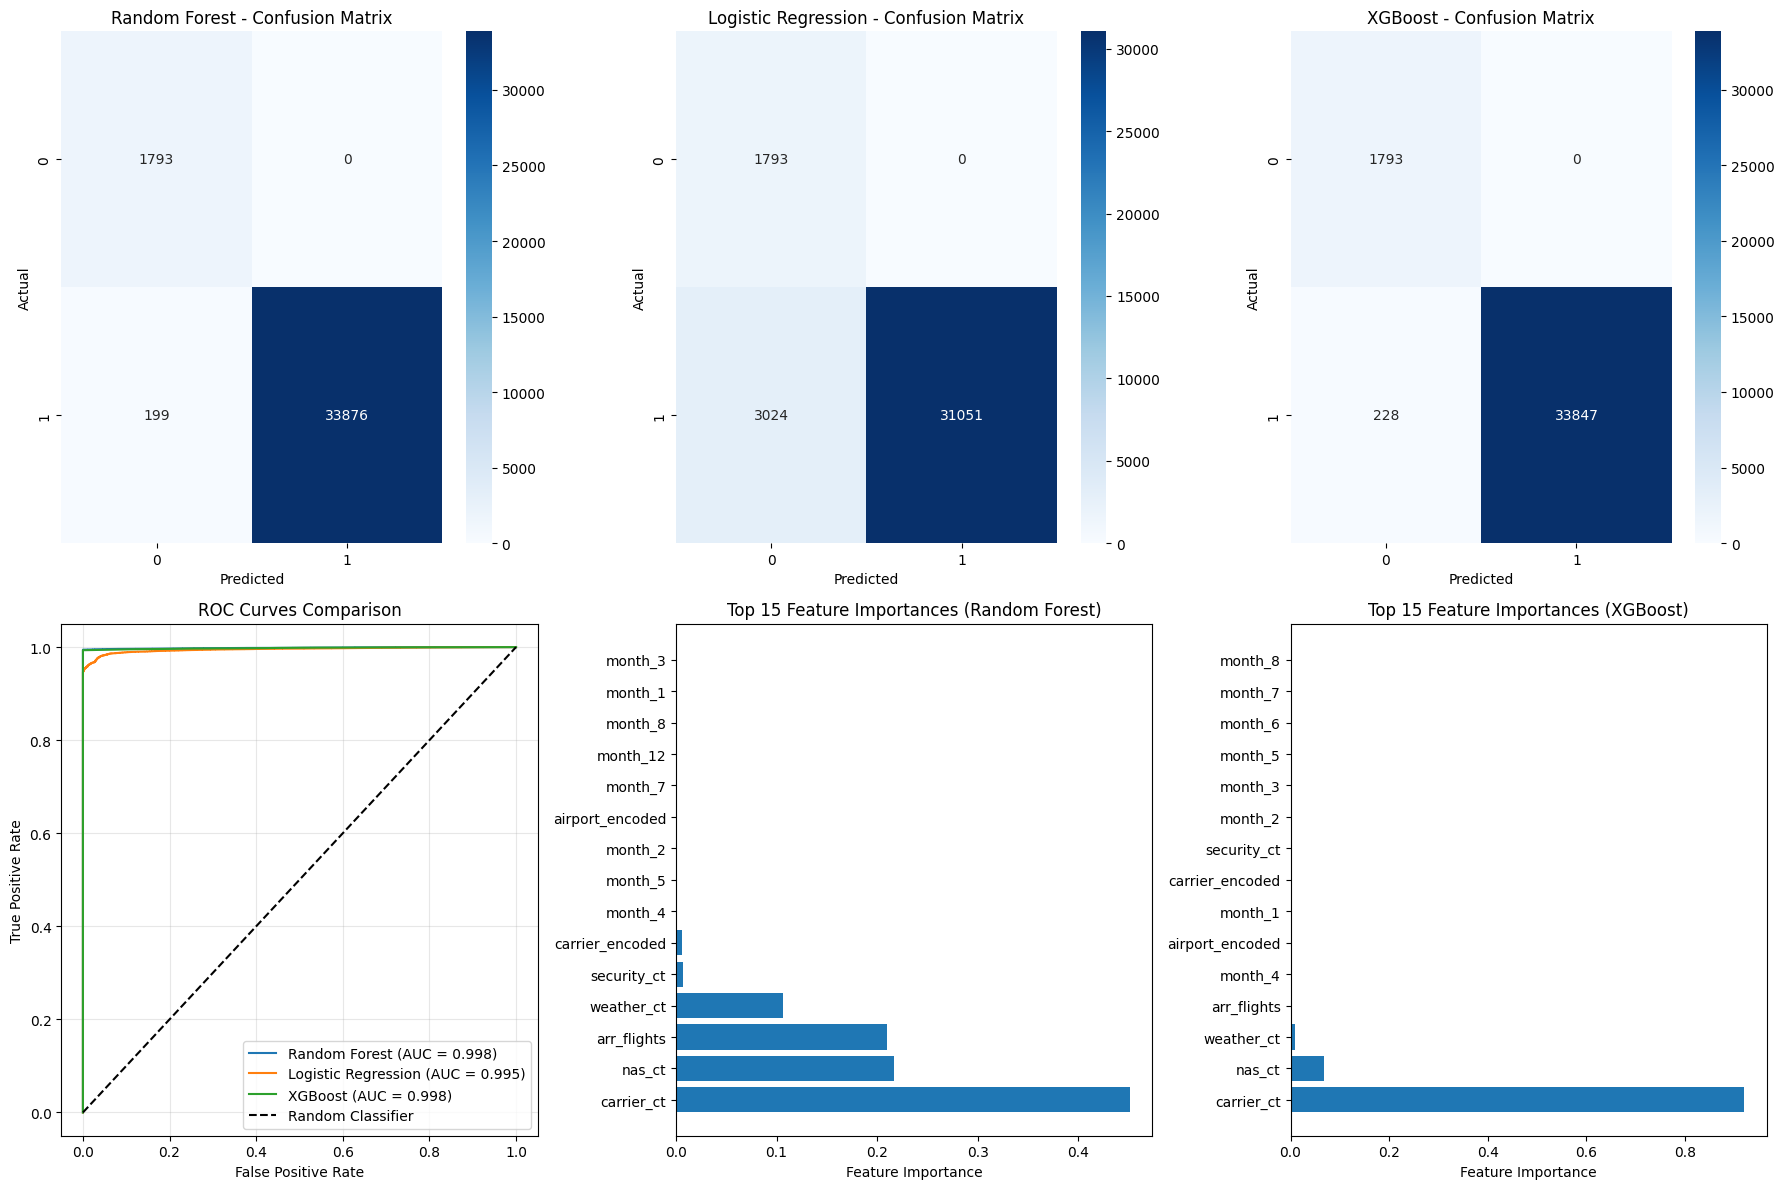 Random Forest - Confusion Matrix
1793
0
199
33876
0
1
Actual
0
1
Predicted
30000
25000
20000
15000
10000
5000
0
Logistic Regression - Confusion Matrix
1793
0
3024
31051
0
1
Actual
0
1
Predicted
30000
25000
20000
15000
10000
5000
0
XGBoost - Confusion Matrix
1793
0
228
33847
0
1
Actual
0
1
Predicted
30000
25000
20000
15000
10000
5000
0
ROC Curves Comparison
True Positive Rate
1.0
0.8
0.6
0.4
0.2
0.0
Random Forest (AUC = 0.998)
Logistic Regression (AUC = 0.995)
XGBoost (AUC = 0.998)
Random Classifier
0.0
0.2
0.4
0.6
0.8
1.0
False Positive Rate
Top 15 Feature Importances (Random Forest)
month_3
month_1
month_8
month_12
month_7
airport_encoded
month_2
month_5
month_4
carrier_encoded
security_ct
weather_ct
arr_flights
nas_ct
carrier_ct
0.0
0.2
0.4
Feature Importance
Top 15 Feature Importances (XGBoost)
month_8
month_7
month_6
month_5
month_3
month_2
security_ct
carrier_encoded
month_1
airport_encoded
month_4
arr_flights
weather_ct
nas_ct
carrier_ct
0.0
0.2
0.4
0.6
0.8
Feature Importance